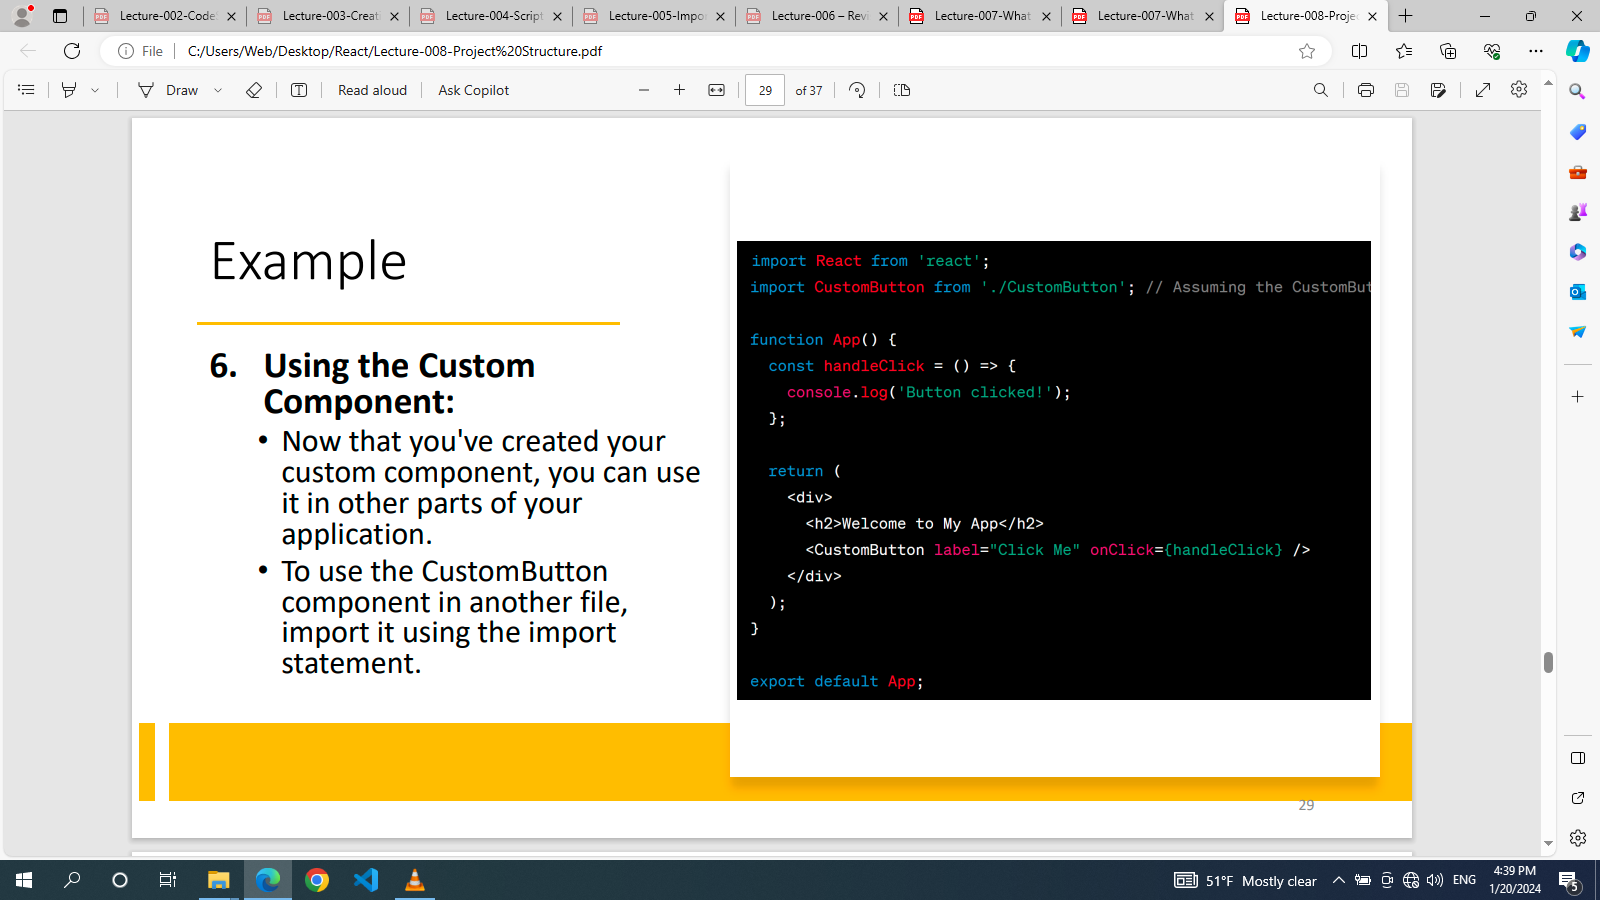 Lecture-002-Code
Lecture-003-Creati
Lecture-004-Script
Lecture-005-Impor
Lecture-006 – Revi
Lecture-007-What
Lecture-007-What
Lecture-008-Projec
File
C:/Users/Web/Desktop/React/Lecture-008-Project%20Structure.pdf
Draw
Read aloud
Ask Copilot
29
of 37
Example
6. Using the Custom
Component:
• Now that you've created your
custom component, you can use
it in other parts of your
application.
• To use the CustomButton
component in another file,
import it using the import
statement.
import React from 'react';
import CustomButton from './CustomButton'; // Assuming the CustomBut
function App() {
const handleClick = () => {
console.log('Button clicked!');
};
return (
<div>
<h2>Welcome to My App</h2>
<CustomButton label="Click Me" onClick={handleClick} />
</div>
);
}
export default App;
29
51°F Mostly clear
ENG
4:39 PM
1/20/2024
5